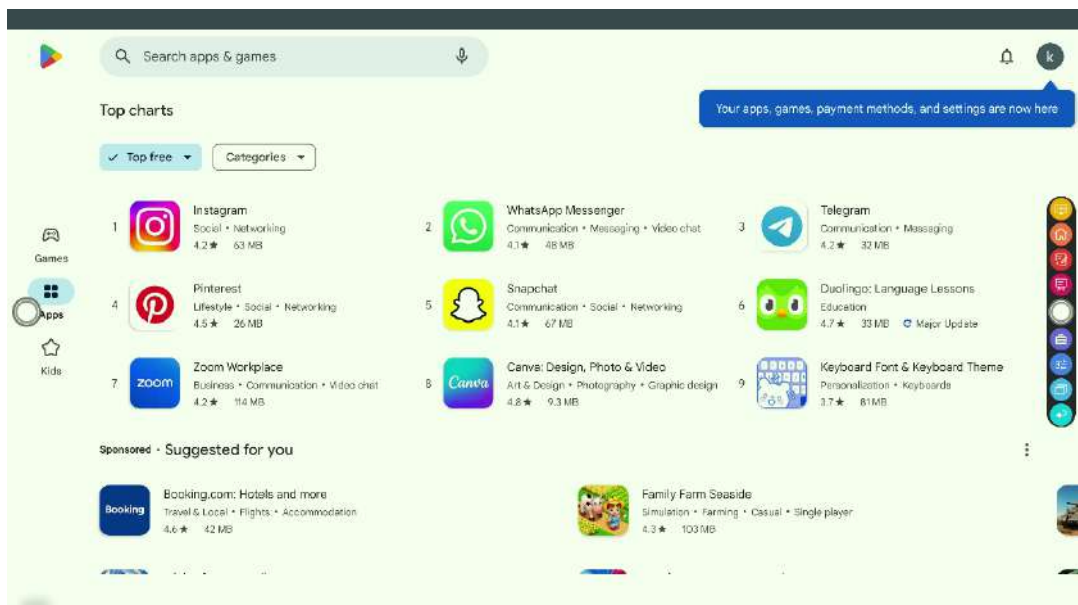 Search apps & games
k
Top charts
Your apps, games, payment methods, and settings are now here
Top free
Categories
Games
Apps
Kids
1
Instagram
Social • Networking
4.2★ 63 MB
2
WhatsApp Messenger
Communication • Messaging • Video chat
4.1★ 48 MB
3
Telegram
Communication • Messaging
4.2★ 32 MB
4
Pinterest
Lifestyle • Social • Networking
4.5★ 26 MB
5
Snapchat
Communication • Social • Networking
4.1★ 67 MB
6
Duolingo: Language Lessons
Education
4.7★ 33 MB Major Update
7
zoom
Zoom Workplace
Business • Communication • Video chat
4.2★ 114 MB
8
Canva
Canva: Design, Photo & Video
Art & Design • Photography • Graphic design
4.8★ 9.3 MB
9
Keyboard Font & Keyboard Theme
Personalization • Keyboards
3.7★ 81 MB
Sponsored • Suggested for you
Booking
Booking.com: Hotels and more
Travel & Local • Flights • Accommodation
4.6★ 42 MB
Family Farm Seaside
Simulation • Farming • Casual • Single player
4.3★ 103 MB